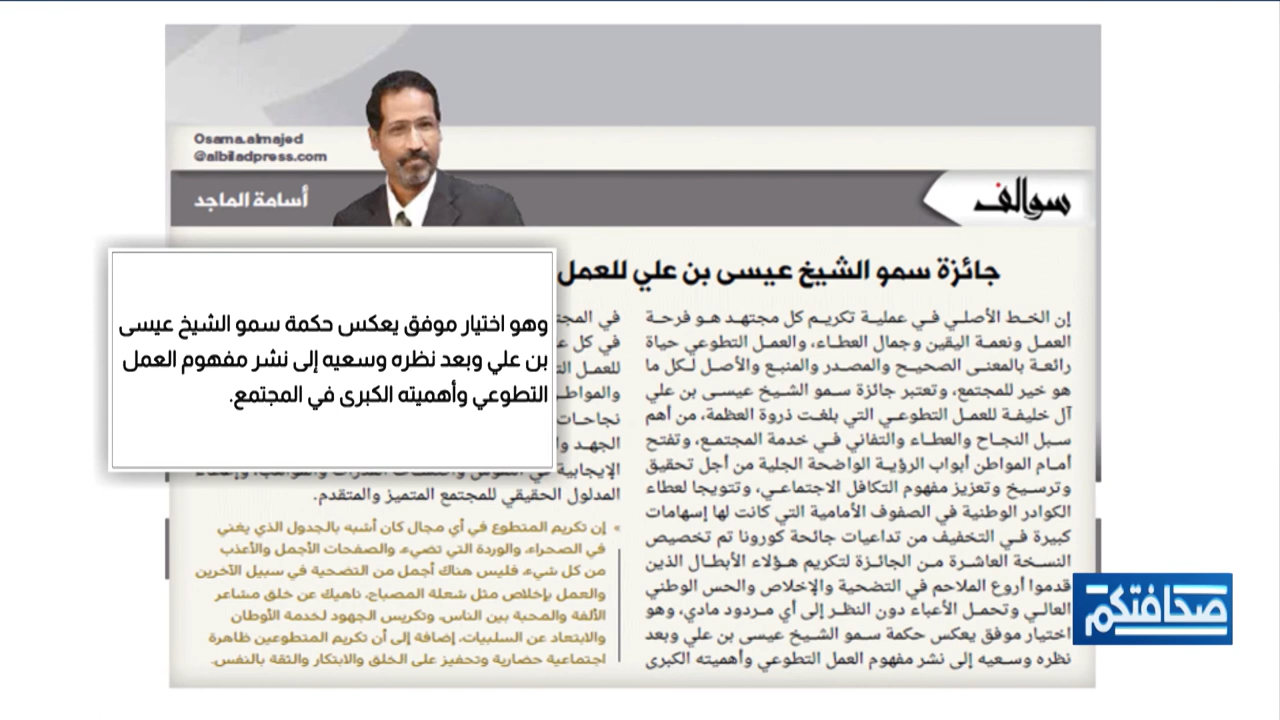 Osama.almajed
@albiladpress.com
أسامة الماجد
سوالف
جائزة سمو الشيخ عيسى بن علي للعمل
إن الخط الأصلي في عملية تكريم كل مجتهد هو فرحة
العمل ونعمة اليقين وجمال العطاء، والعمل التطوعي حياة
رائعة بالمعنى الصحيح والمصدر والمنبع والأصل لكل ما
هو خير للمجتمع، وتعتبر جائزة سمو الشيخ عيسى بن علي
آل خليفة للعمل التطوعي التي بلغت ذروة العظمة، من أهم
سبل النجاح والعطاء والتفاني في خدمة المجتمع، وتفتح
أمام المواطن أبواب الرؤية الواضحة الجلية من أجل تحقيق
وترسيخ وتعزيز مفهوم التكافل الاجتماعي، وتتويجا لعطاء
الكوادر الوطنية في الصفوف الأمامية التي كانت لها إسهامات
كبيرة في التخفيف من تداعيات جائحة كورونا تم تخصيص
النسخة العاشرة من الجائزة لتكريم هؤلاء الأبطال الذين
قدموا أروع الملاحم في التضحية والإخلاص والحس الوطني
العالي وتحمل الأعباء دون النظر إلى أي مردود مادي، وهو
اختيار موفق يعكس حكمة سمو الشيخ عيسى بن علي وبعد
نظره وسعيه إلى نشر مفهوم العمل التطوعي وأهميته الكبرى
في
في كل
للعمل
نجاحات
الجهد
المدلول الحقيقي للمجتمع المتميز والمتقدم.
» إن تكريم المتطوع في أي مجال كان أشبه بالجدول الذي يغني
في الصحراء، والوردة التي تضيء، والصفحات الأجمل والأعذب
من كل شيء، فليس هناك أجمل من التضحية في سبيل الآخرين
والعمل بإخلاص مثل شعلة المصباح، ناهيك عن خلق مشاعر
الألفة والمحبة بين الناس، وتكريس الجهود لخدمة الأوطان
والابتعاد عن السلبيات، إضافة إلى أن تكريم المتطوعين ظاهرة
اجتماعية حضارية وتحفيز على الخلق والابتكار والثقة بالنفس.
وهو اختيار موفق يعكس حكمة سمو الشيخ عيسى
بن علي وبعد نظره وسعيه إلى نشر مفهوم العمل
التطوعي وأهميته الكبرى في المجتمع.
صحافتكم